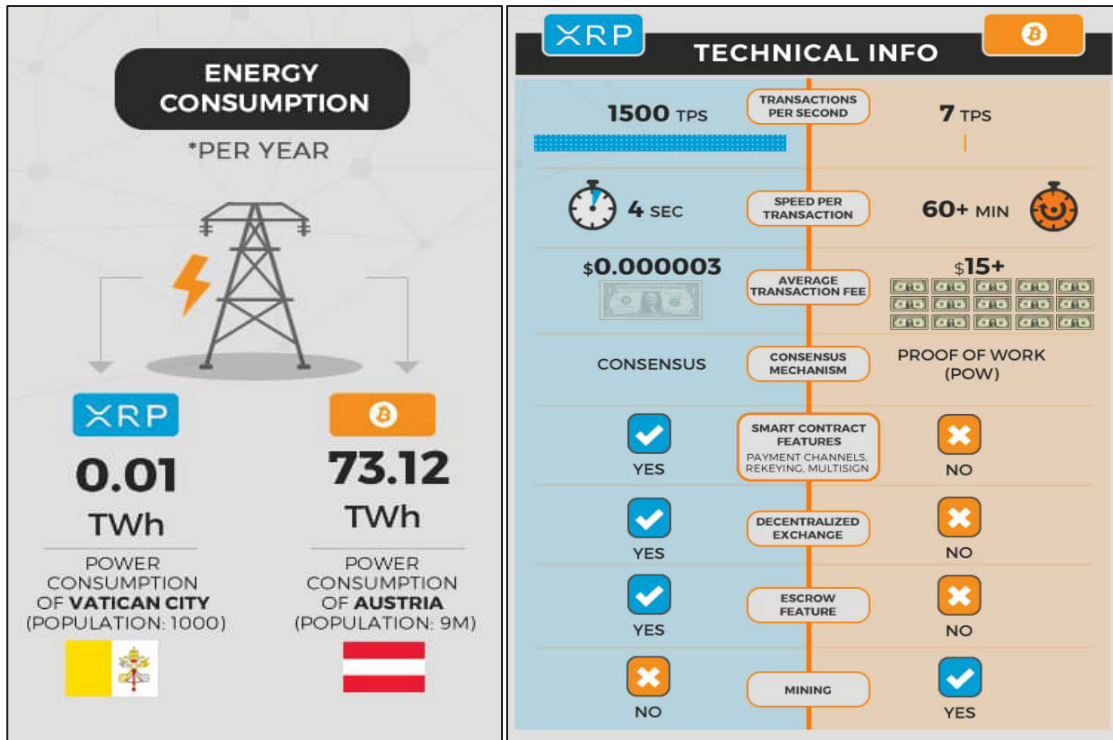 ENERGY
CONSUMPTION
*PER YEAR
XRP
0.01
TWh
POWER
CONSUMPTION
OF VATICAN CITY
(POPULATION: 1000)
73.12
TWh
POWER
CONSUMPTION
OF AUSTRIA
(POPULATION: 9M)
XRP
TECHNICAL INFO
1500 TPS
TRANSACTIONS
PER SECOND
7 TPS
4 SEC
SPEED PER
TRANSACTION
60+ MIN
$0.000003
AVERAGE
TRANSACTION FEE
$15+
CONSENSUS
CONSENSUS
MECHANISM
PROOF OF WORK
(POW)
YES
SMART CONTRACT
FEATURES
PAYMENT CHANNELS,
REKEYING, MULTISIGN
NO
YES
DECENTRALIZED
EXCHANGE
NO
YES
ESCROW
FEATURE
NO
NO
MINING
YES